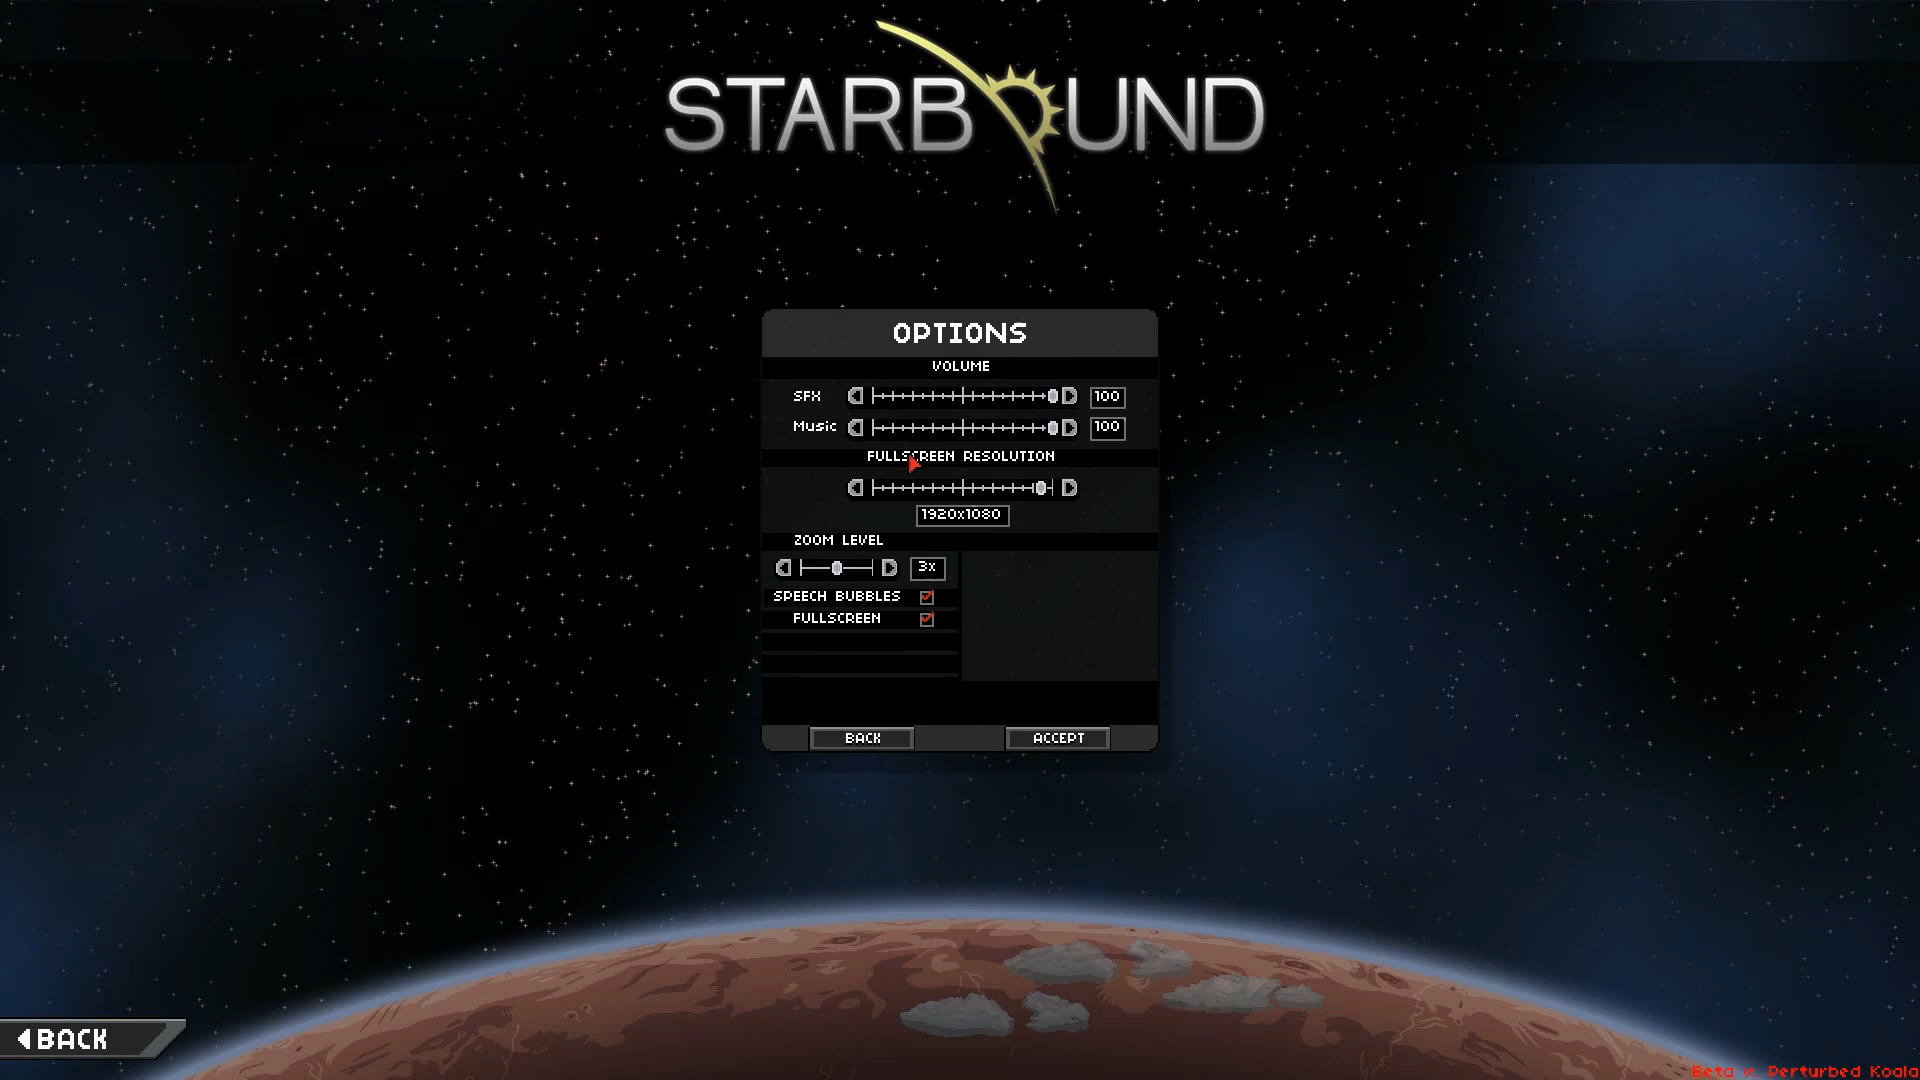 STARBOUND
OPTIONS
VOLUME
SFX 100
Music 100
FULLSCREEN RESOLUTION
1920x1080
ZOOM LEVEL
3x
SPEECH BUBBLES
FULLSCREEN
BACK ACCEPT
BACK
Beta v. Perturbed Koala